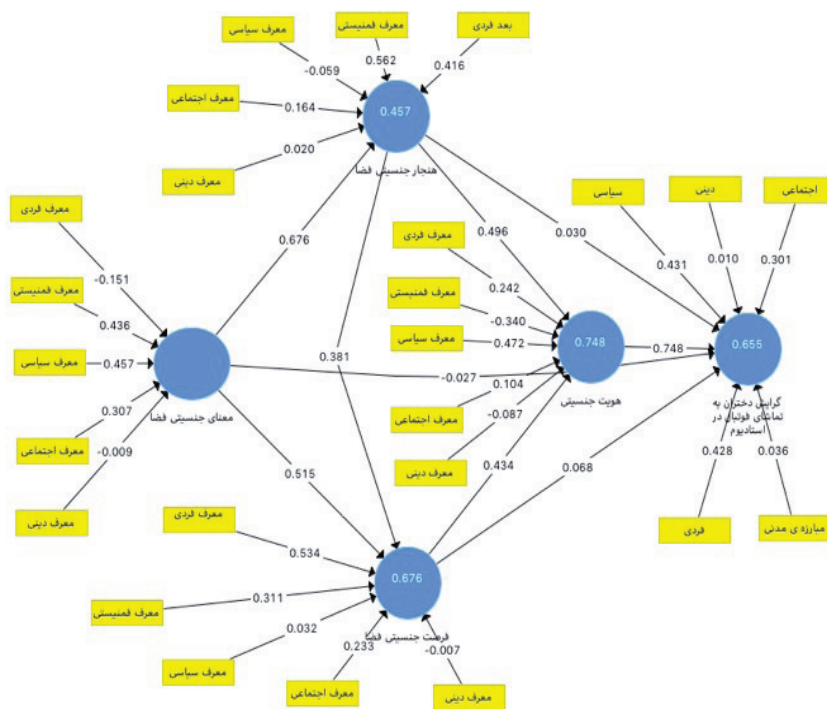 معرف سیاسی
معرف فمنیستی
بعد فردی
-0.059
0.562
0.416
معرف اجتماعی
0.164
0.457
معرف دینی
0.020
هنجار جنسیتی فضا
معرف فردی
-0.151
معرف فمنیستی
0.436
معرف سیاسی
0.457
0.307
معرف اجتماعی
-0.009
معرف دینی
معنای جنسیتی فضا
0.676
0.381
0.515
-0.027
0.496
0.030
معرف فردی
0.242
معرف فمنیستی
-0.340
معرف سیاسی
0.472
0.104
معرف اجتماعی
-0.087
معرف دینی
0.748
هویت جنسیتی
0.748
0.434
0.068
سیاسی
دینی
اجتماعی
0.431
0.010
0.301
0.655
گرایش دختران به
تماشای فوتبال در
استادیوم
0.428
0.036
فردی
مبارزه ی مدنی
معرف فردی
0.534
معرف فمنیستی
0.311
0.032
معرف سیاسی
0.676
فرصت جنسیتی فضا
0.233
-0.007
معرف اجتماعی
معرف دینی